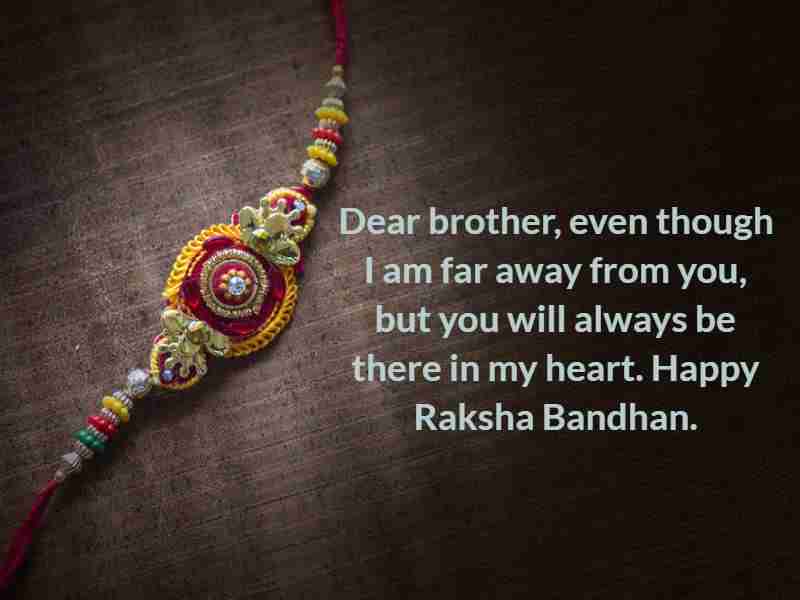 Dear brother, even though
I am far away from you,
but you will always be
there in my heart. Happy
Raksha Bandhan.